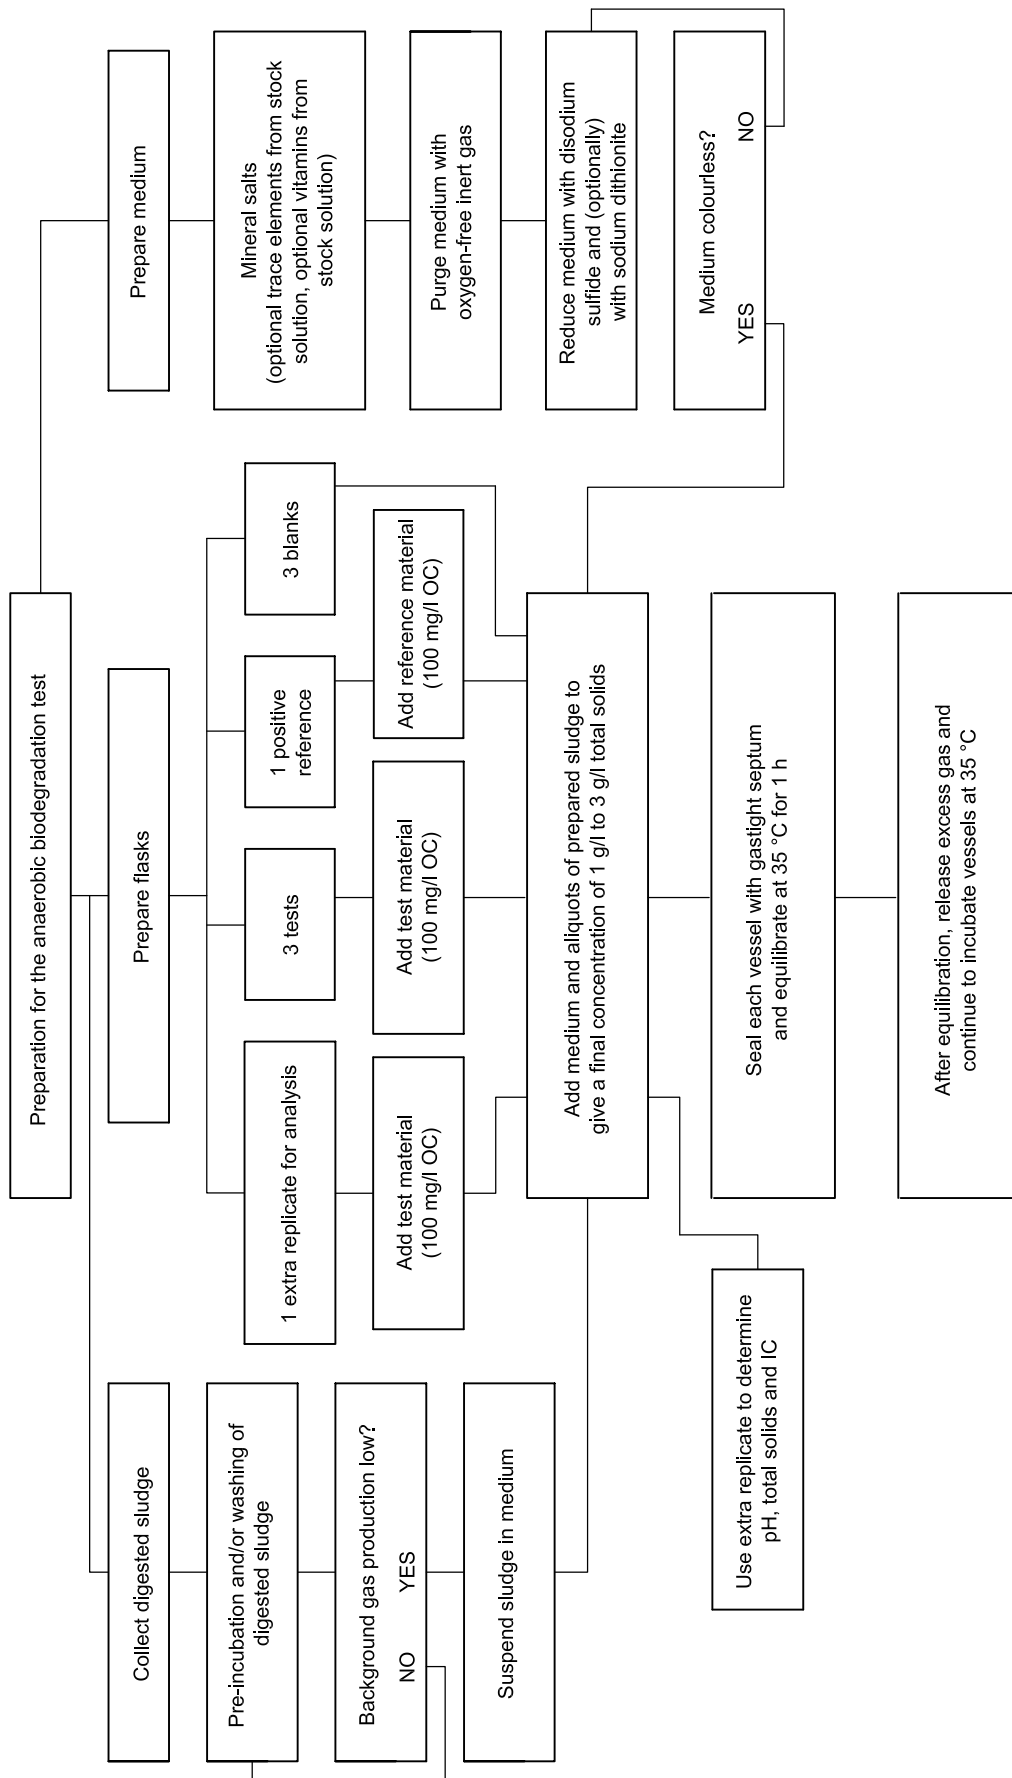 Preparation for the anaerobic biodegradation test
Collect digested sludge
Pre-incubation and/or washing of
digested sludge
Background gas production low?
NO YES
Suspend sludge in medium
Prepare flasks
1 extra replicate for analysis
3 tests
1 positive
reference
3 blanks
Add test material
(100 mg/l OC)
Add test material
(100 mg/l OC)
Add reference material
(100 mg/l OC)
Prepare medium
Mineral salts
(optional trace elements from stock
solution, optional vitamins from
stock solution)
Purge medium with
oxygen-free inert gas
Reduce medium with disodium
sulfide and (optionally)
with sodium dithionite
Medium colourless?
YES NO
Add medium and aliquots of prepared sludge to
give a final concentration of 1 g/l to 3 g/l total solids
Use extra replicate to determine
pH, total solids and IC
Seal each vessel with gastight septum
and equilibrate at 35 °C for 1 h
After equilibration, release excess gas and
continue to incubate vessels at 35 °C